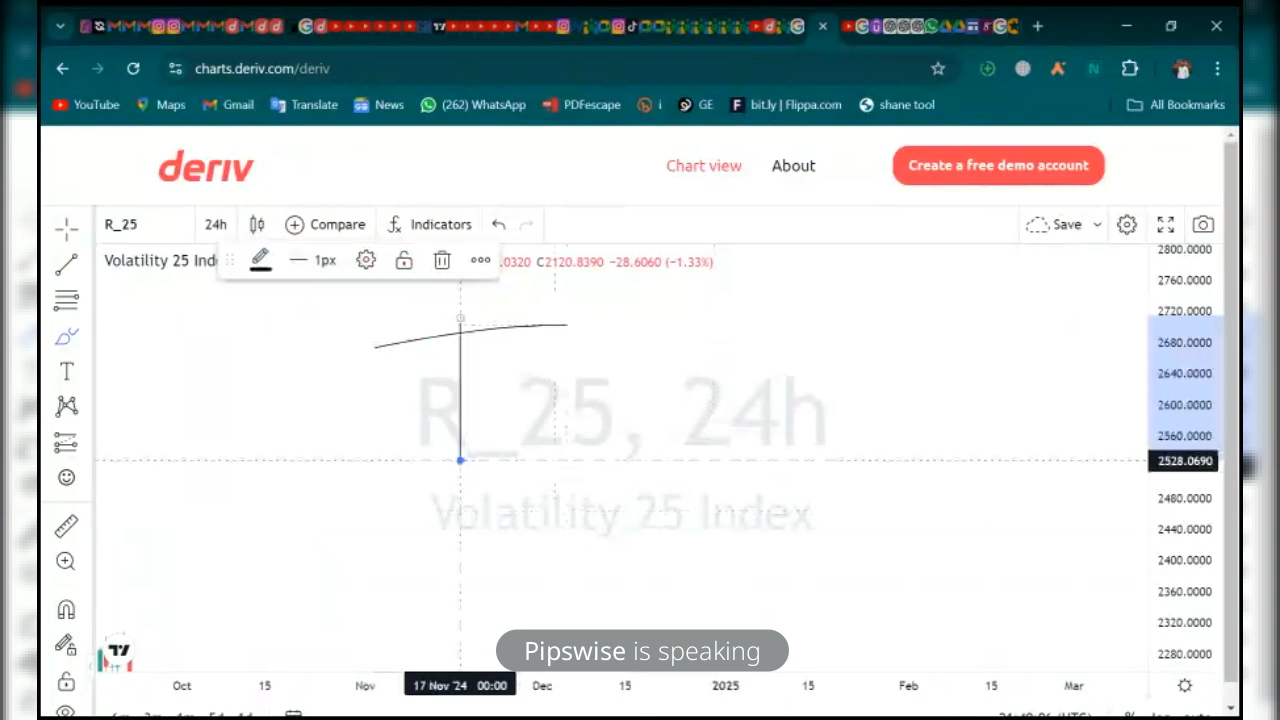 charts.deriv.com/deriv
YouTube Maps Gmail Translate News (262) WhatsApp PDFescape i GE bit.ly | Flippa.com shane tool All Bookmarks
deriv
Chart view About Create a free demo account
R_25 24h Compare Indicators Save
Volatility 25 Ind 1px .0320 C2120.8390 −28.6060 (−1.33%)
2800.0000
2760.0000
2720.0000
2680.0000
2640.0000
2600.0000
2560.0000
2528.0690
2480.0000
2440.0000
2400.0000
2360.0000
2320.0000
2280.0000
R_25, 24h
Volatility 25 Index
Pipswise is speaking
Oct 15 Nov 17 Nov '24 00:00 Dec 15 2025 15 Feb 15 Mar